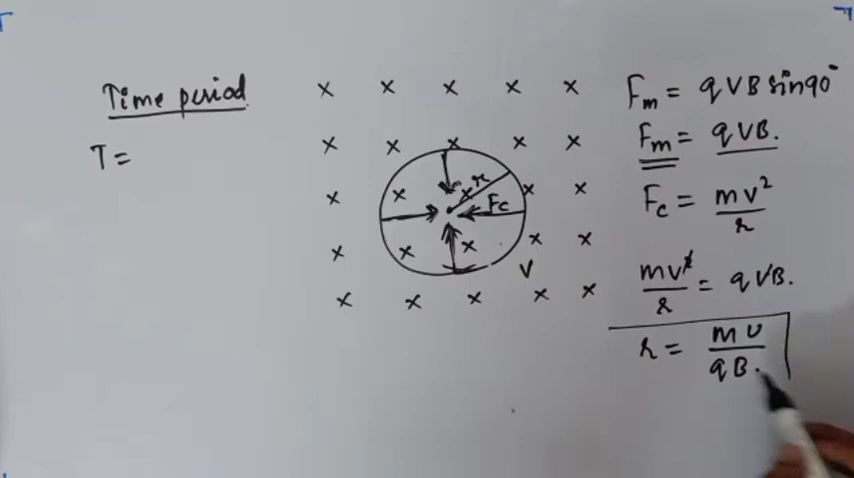 Time period
T =
× × × × ×
× × × × ×
× × × r × ×
Fc
× × × × ×
V
× × × × ×
Fm = qVB sin90°
Fm = qVB.
Fc = mv²/r
mv²/r = qVB.
r = mv/qB.